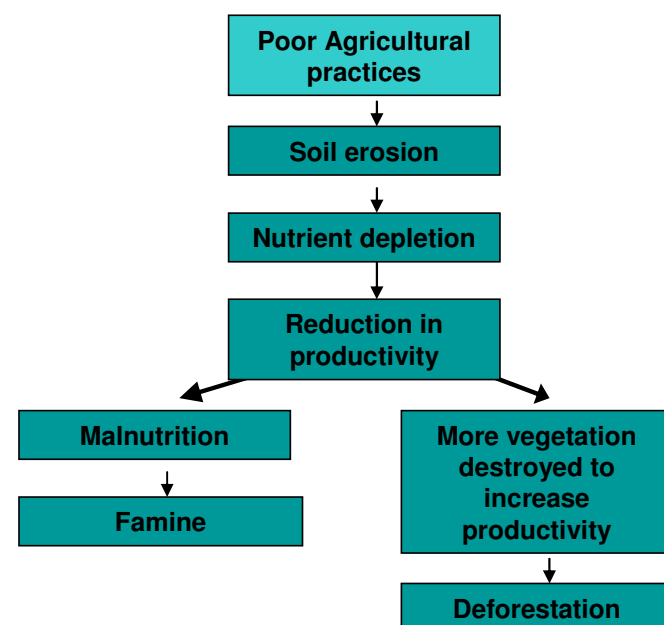 Poor Agricultural
practices
Soil erosion
Nutrient depletion
Reduction in
productivity
Malnutrition
Famine
More vegetation
destroyed to
increase
productivity
Deforestation